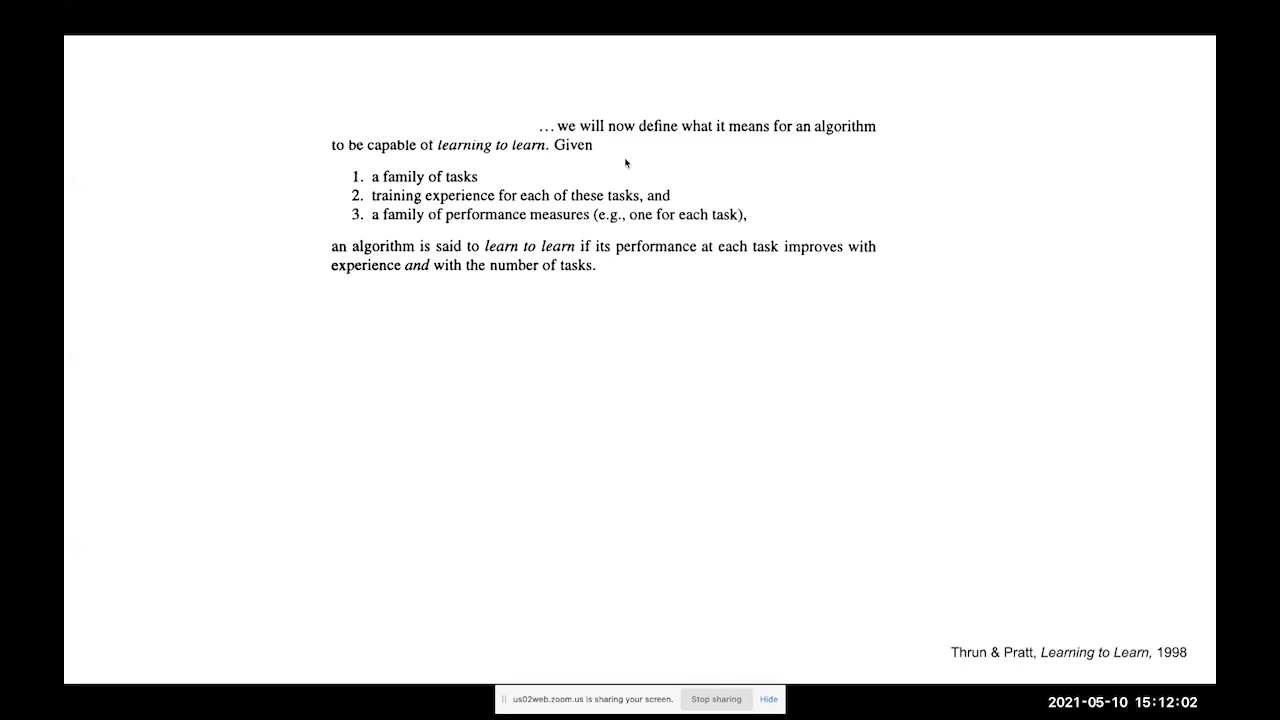 ... we will now define what it means for an algorithm
to be capable of learning to learn. Given
1. a family of tasks
2. training experience for each of these tasks, and
3. a family of performance measures (e.g., one for each task),
an algorithm is said to learn to learn if its performance at each task improves with
experience and with the number of tasks.
Thrun & Pratt, Learning to Learn, 1998
us02web.zoom.us is sharing your screen. Stop sharing Hide
2021-05-10 15:12:02